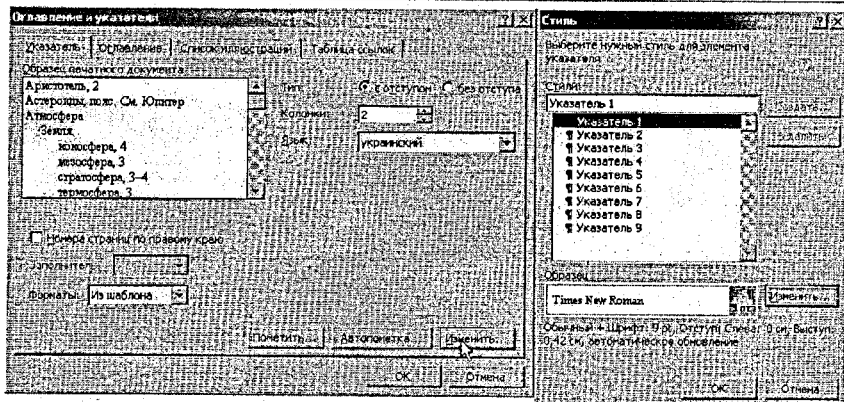 Оглавление и указатели
Указатель
Оглавление
Список иллюстраций
Таблица ссылок
Образец печатного документа
Аристотель, 2
Астероиды, пояс, См. Юпитер
Атмосфера
Земля
ионосфера, 4
мезосфера, 3
стратосфера, 3–4
термосфера, 3
Тип:
с отступом
без отступа
Колонки:
2
Язык:
украинский
Номера страниц по правому краю
Заполнитель:
Форматы:
Из шаблона
Пометить...
Автопометка...
Изменить...
ОК
Отмена
Стиль
Выберите нужный стиль для элемента
указателя
Стили:
Указатель 1
Указатель 1
¶ Указатель 2
¶ Указатель 3
¶ Указатель 4
¶ Указатель 5
¶ Указатель 6
¶ Указатель 7
¶ Указатель 8
¶ Указатель 9
Создать...
Удалить
Образец
Times New Roman
Изменить...
Обычный + Шрифт: 9 pt, Отступ: Слева: 0 см, Выступ:
0,42 см, автоматическое обновление
ОК
Отмена